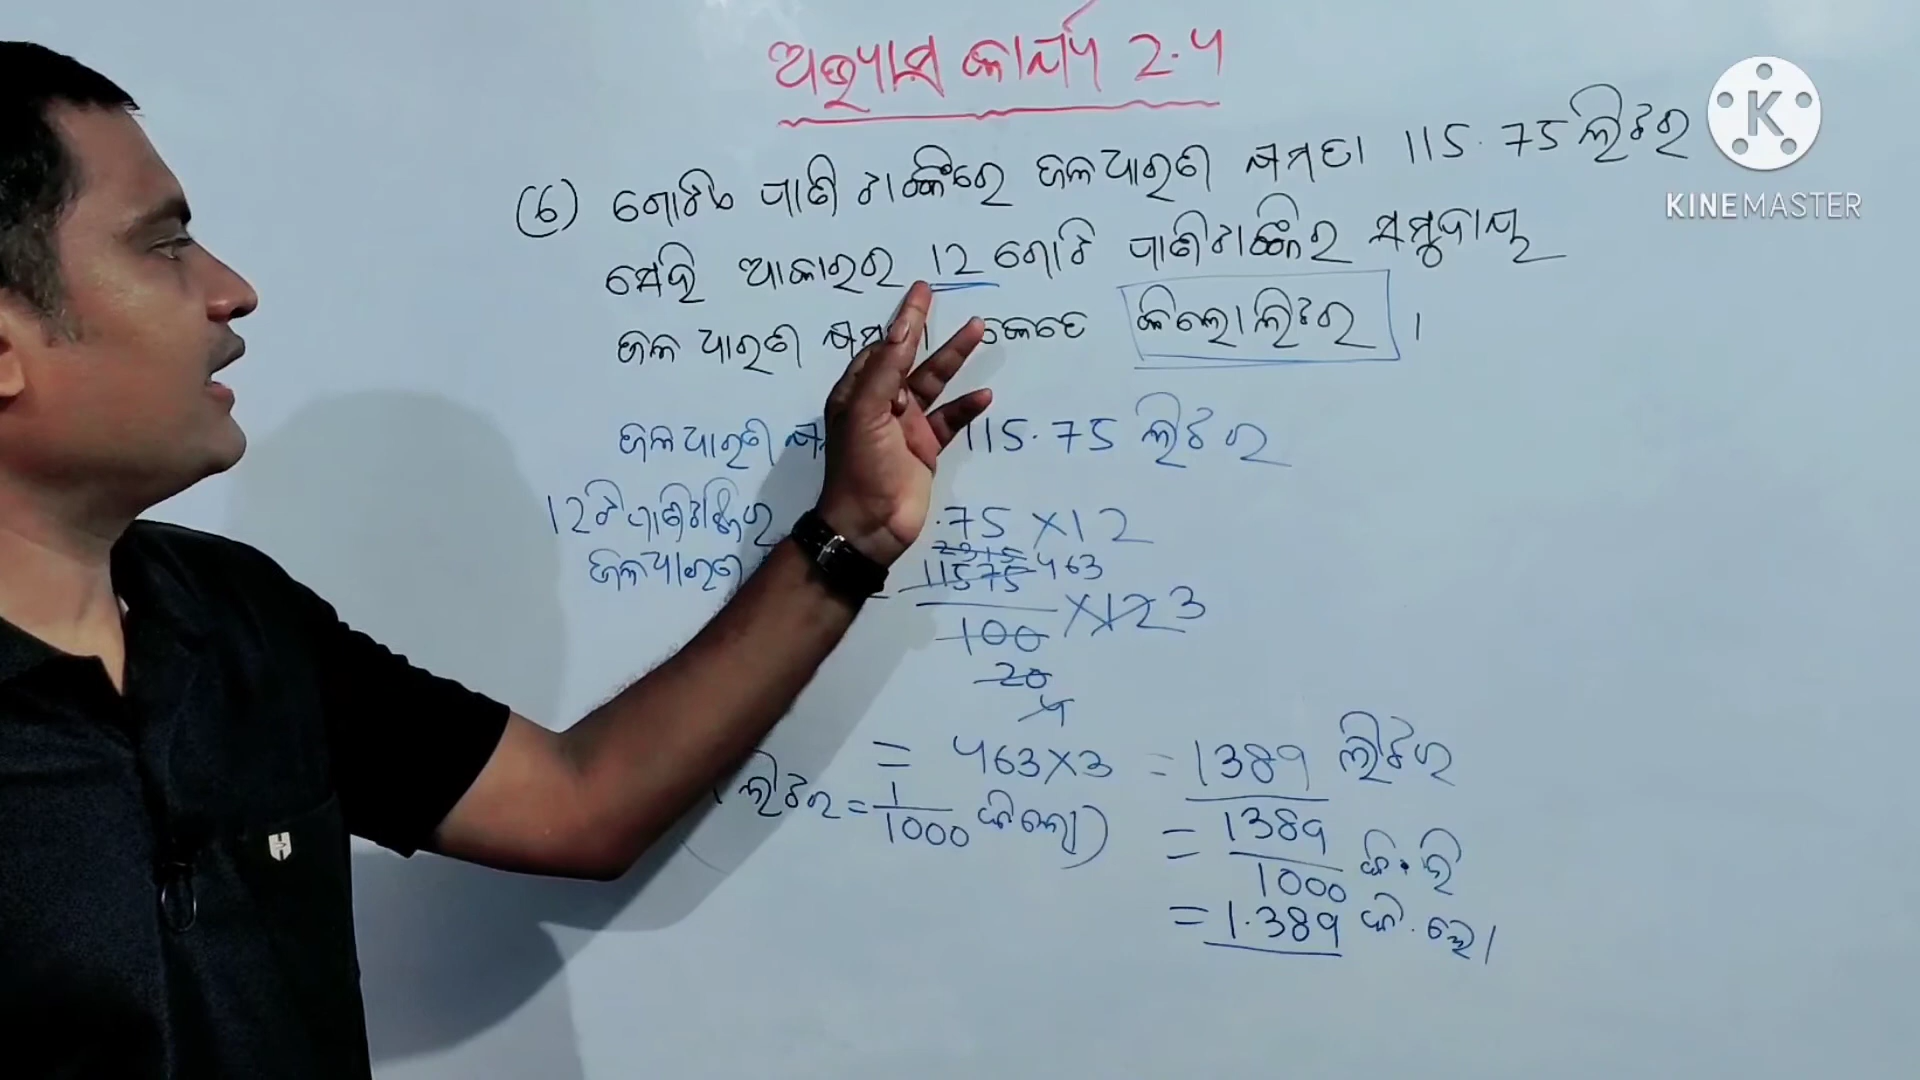 ଅଭ୍ୟାସ କାର୍ଯ୍ୟ 2.4
(6) ଗୋଟିଏ ପାଣି ଟାଙ୍କିରେ ଜଳଧାରଣ କ୍ଷମତା 115.75 ଲିଟର
ସେହି ଆକାରର 12 ଗୋଟି ପାଣିଟାଙ୍କିର ସମୁଦାୟ
ଜଳ ଧାରଣ କେତେ କିଲୋଲିଟର ।
ଜଳଧାରଣ 115.75 ଲିଟର
12ଟି ପାଣିଟାଙ୍କିର .75 ×12
ଜଳଧାରଣ
2315
11575 463
100 ×12 3
20
4
= 463×3 = 1389 ଲିଟର
ଲିଟର = 1/1000 କିଲୋ)
= 1389/1000 କି.ଲି
= 1.389 କି.ଲୋ
KINEMASTER